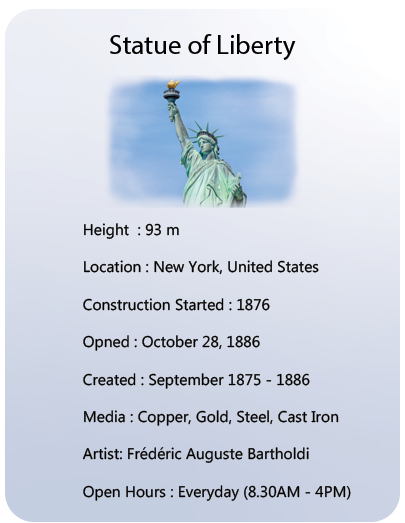 Statue of Liberty
Height : 93 m
Location : New York, United States
Construction Started : 1876
Opned : October 28, 1886
Created : September 1875 - 1886
Media : Copper, Gold, Steel, Cast Iron
Artist: Frédéric Auguste Bartholdi
Open Hours : Everyday (8.30AM - 4PM)